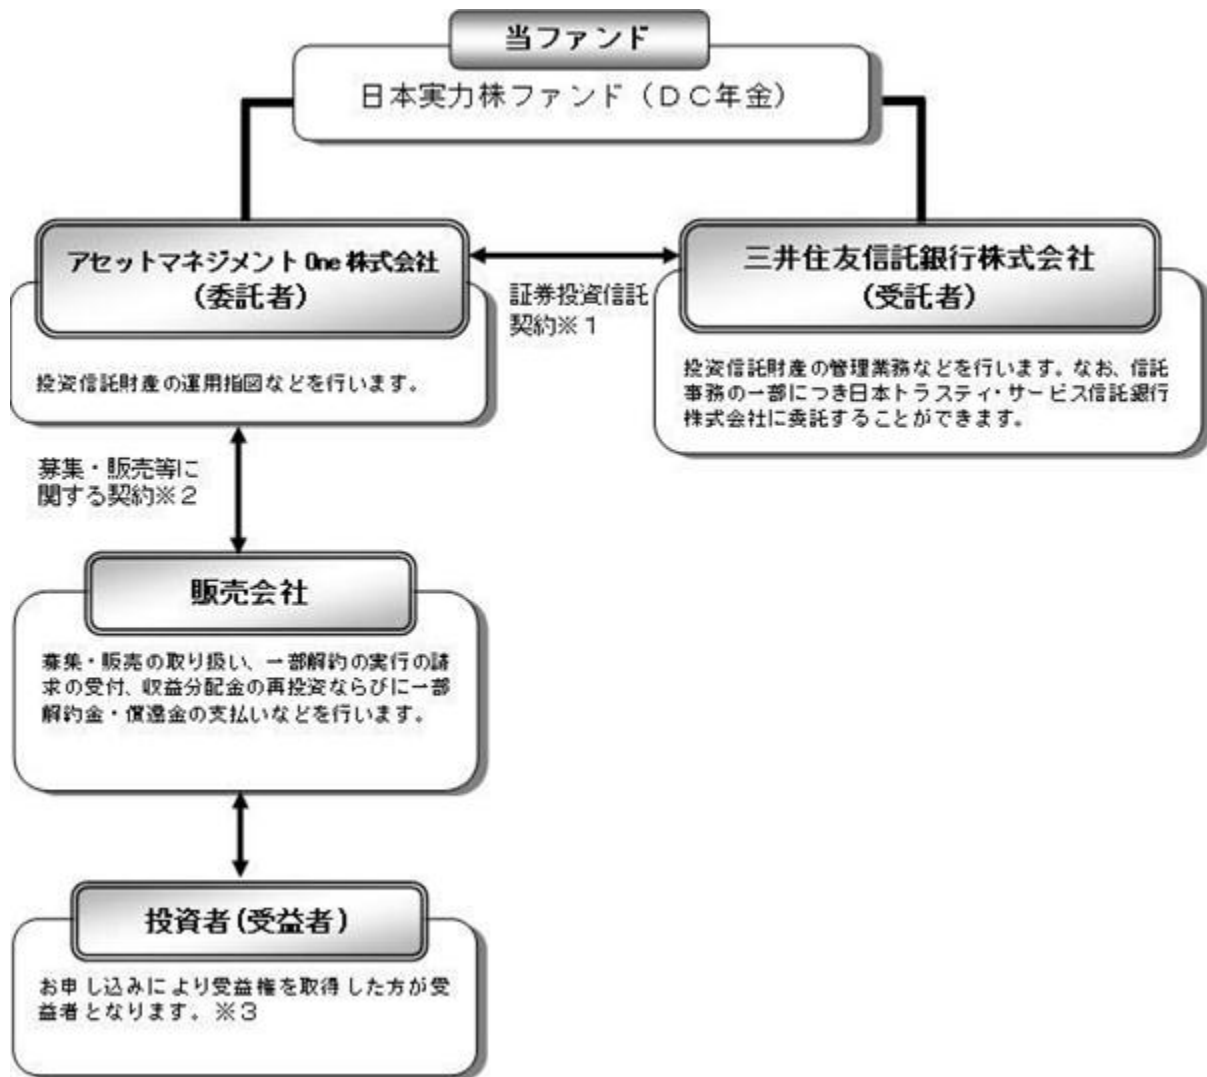 当ファンド
日本実力株ファンド（ＤＣ年金）
アセットマネジメント One 株式会社
（委託者）
投資信託財産の運用指図などを行います。
証券投資信託
契約※１
三井住友信託銀行株式会社
（受託者）
投資信託財産の管理業務などを行います。なお、信託
事務の一部につき日本トラスティ・サービス信託銀行
株式会社に委託することができます。
募集・販売等に
関する契約※２
販売会社
募集・販売の取り扱い、一部解約の実行の請
求の受付、収益分配金の再投資ならびに一部
解約金・償還金の支払いなどを行います。
投資者(受益者)
お申し込みにより受益権を取得した方が受
益者となります。※３